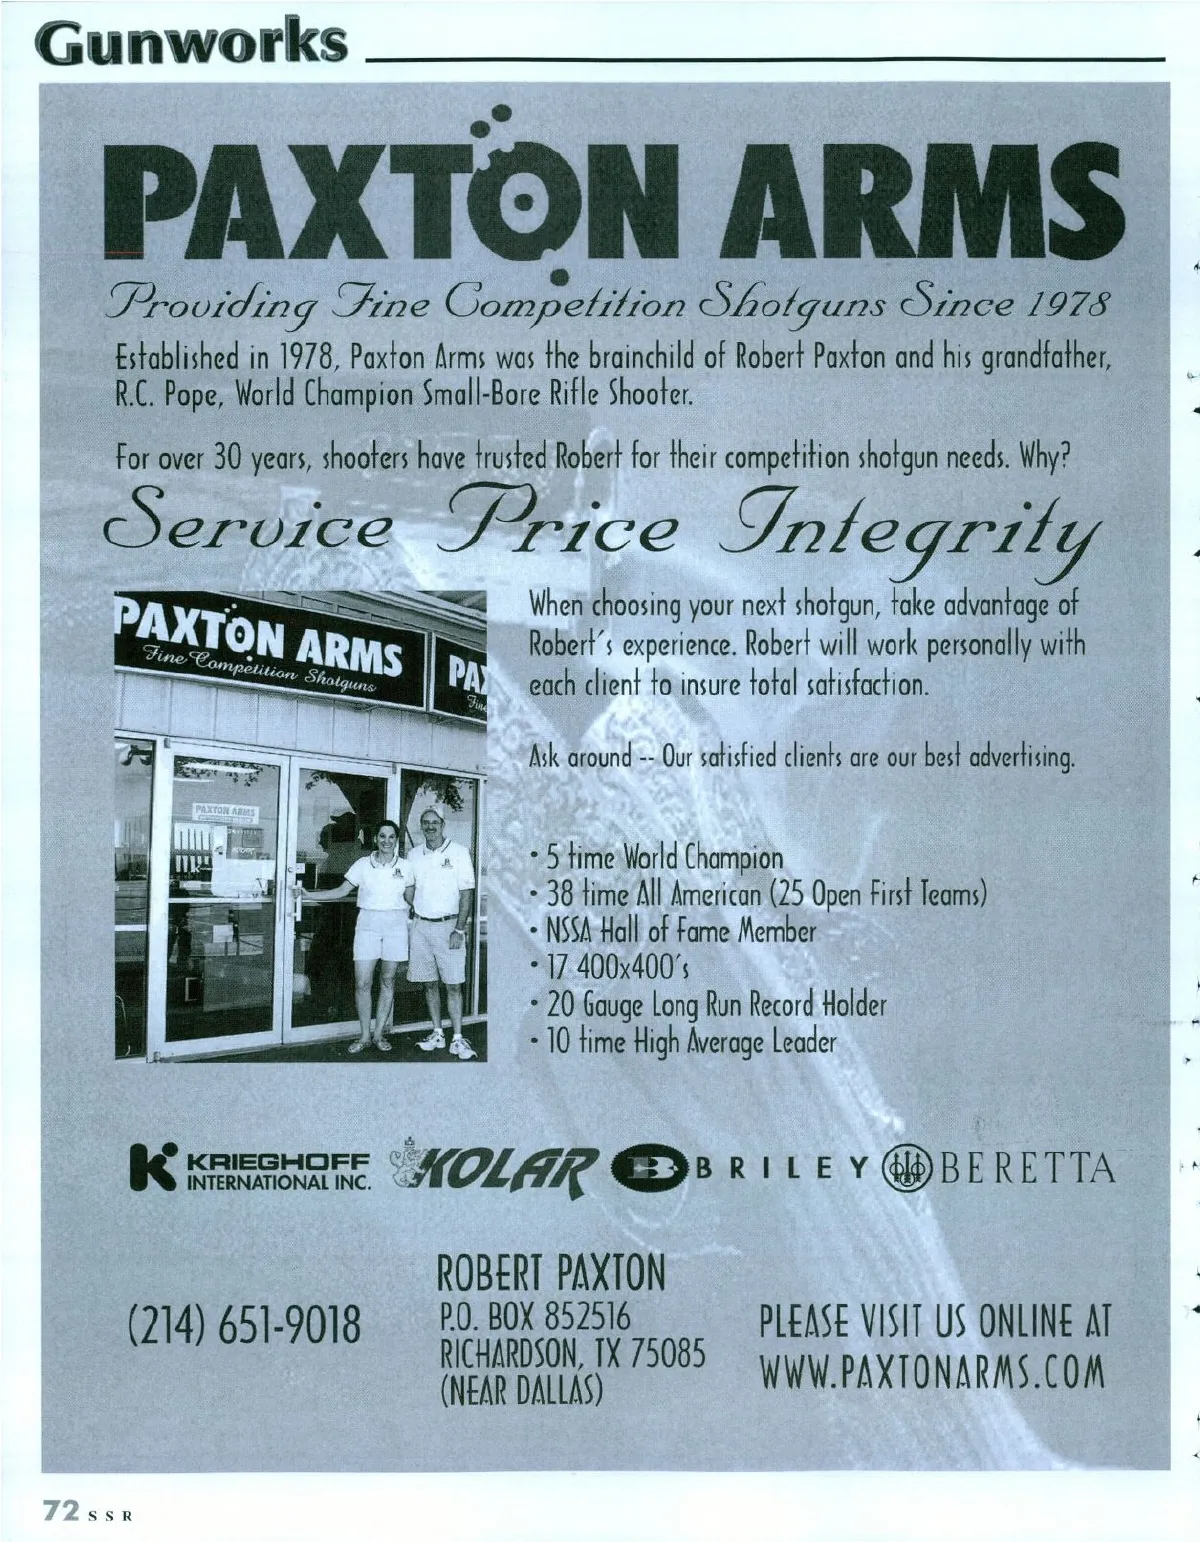 Gunworks
PAXTON ARMS
Providing Fine Competition Shotguns Since 1978
Established in 1978, Paxton Arms was the brainchild of Robert Paxton and his grandfather,
R.C. Pope, World Champion Small-Bore Rifle Shooter.
For over 30 years, shooters have trusted Robert for their competition shotgun needs. Why?
Service Price Integrity
PAXTON ARMS
Fine Competition Shotguns
PAX
Fine
PAXTON ARMS
When choosing your next shotgun, take advantage of
Robert's experience. Robert will work personally with
each client to insure total satisfaction.
Ask around -- Our satisfied clients are our best advertising.
• 5 time World Champion
• 38 time All American (25 Open First Teams)
• NSSA Hall of Fame Member
• 17 400x400's
• 20 Gauge Long Run Record Holder
• 10 time High Average Leader
K KRIEGHOFF
INTERNATIONAL INC.
KOLAR
B BRILEY
BERETTA
(214) 651-9018
ROBERT PAXTON
P.O. BOX 852516
RICHARDSON, TX 75085
(NEAR DALLAS)
PLEASE VISIT US ONLINE AT
WWW.PAXTONARMS.COM
72 S S R